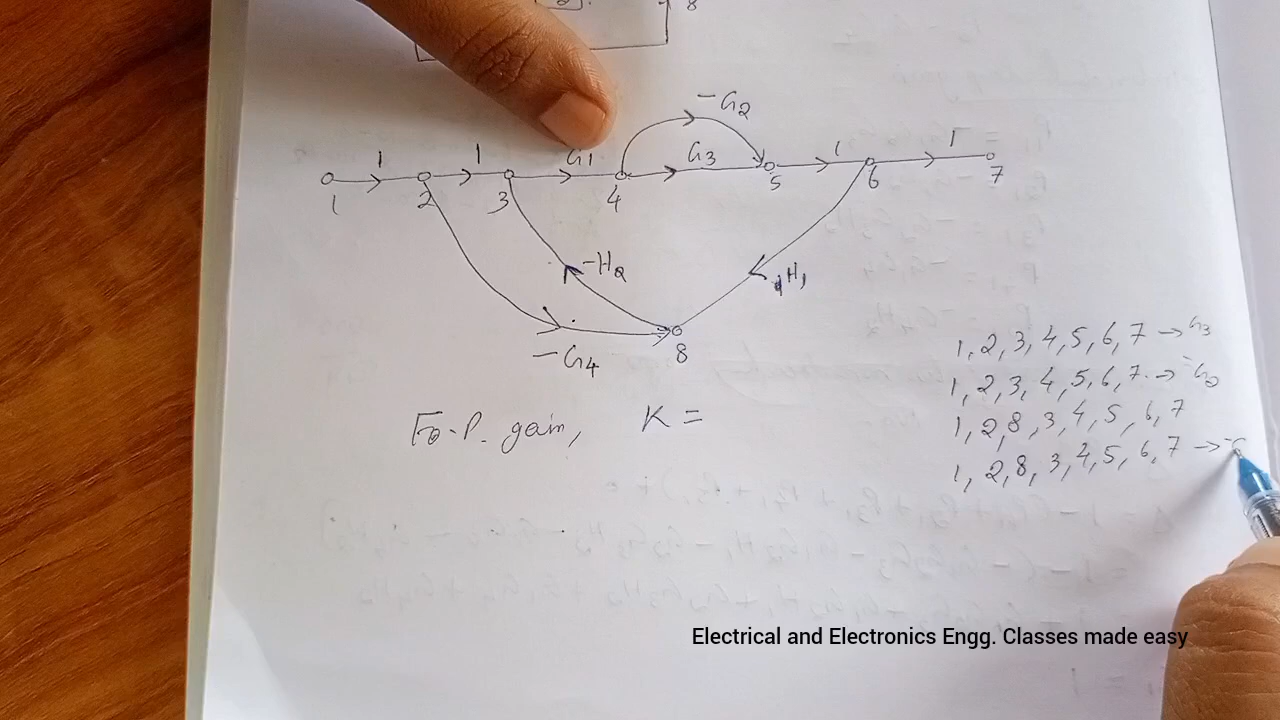 8
-G2
1
1
G1
G3
1
1
1
2
3
4
5
6
7
-H2
H1
-G4
8
1, 2, 3, 4, 5, 6, 7 → G3
1, 2, 3, 4, 5, 6, 7. → -G2
1, 2, 8, 3, 4, 5, 6, 7
1, 2, 8, 3, 4, 5, 6, 7 →
Fo-P. gain, K =
Electrical and Electronics Engg. Classes made easy